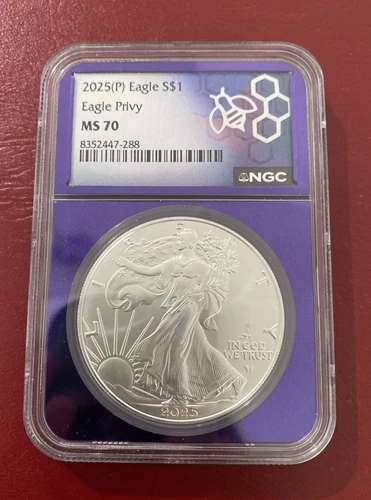 2025(P) Eagle S$1
Eagle Privy
MS 70
8352447-288
NGC
LIBERTY
IN GOD
WE TRUST
2025